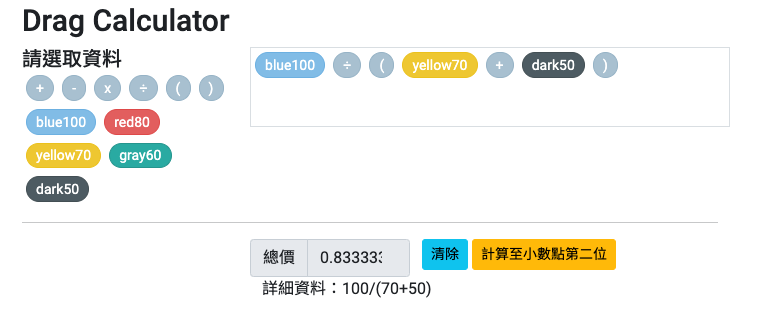 Drag Calculator
請選取資料
+ - x ÷ ( )
blue100 red80
yellow70 gray60
dark50
blue100 ÷ ( yellow70 + dark50 )
總價 0.833333 清除 計算至小數點第二位
詳細資料：100/(70+50)